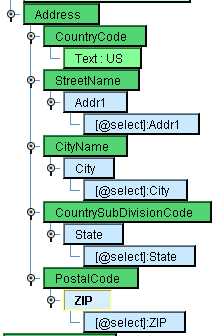 Address
CountryCode
Text : US
StreetName
Addr1
[@select]:Addr1
CityName
City
[@select]:City
CountrySubDivisionCode
State
[@select]:State
PostalCode
ZIP
[@select]:ZIP